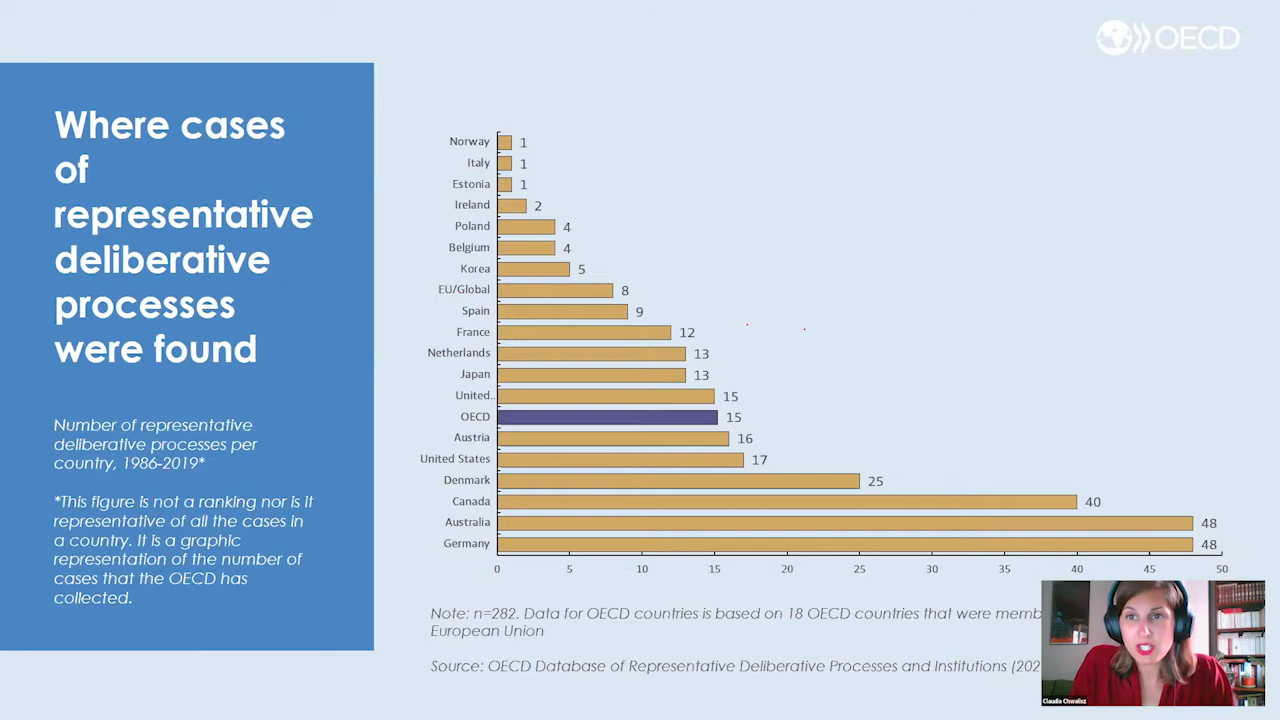 OECD
Where cases
of
representative
deliberative
processes
were found
Number of representative
deliberative processes per
country, 1986-2019*
*This figure is not a ranking nor is it
representative of all the cases in
a country. It is a graphic
representation of the number of
cases that the OECD has
collected.
Norway 1
Italy 1
Estonia 1
Ireland 2
Poland 4
Belgium 4
Korea 5
EU/Global 8
Spain 9
France 12
Netherlands 13
Japan 13
United.. 15
OECD 15
Austria 16
United States 17
Denmark 25
Canada 40
Australia 48
Germany 48
0 5 10 15 20 25 30 35 40 45 50
Note: n=282. Data for OECD countries is based on 18 OECD countries that were memb
European Union
Source: OECD Database of Representative Deliberative Processes and Institutions (202
Claudia Chwalisz